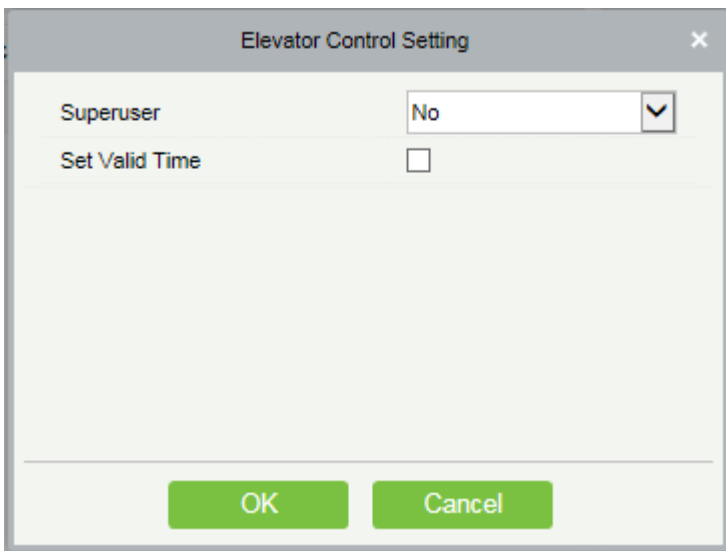 Elevator Control Setting
Superuser No
Set Valid Time
OK Cancel